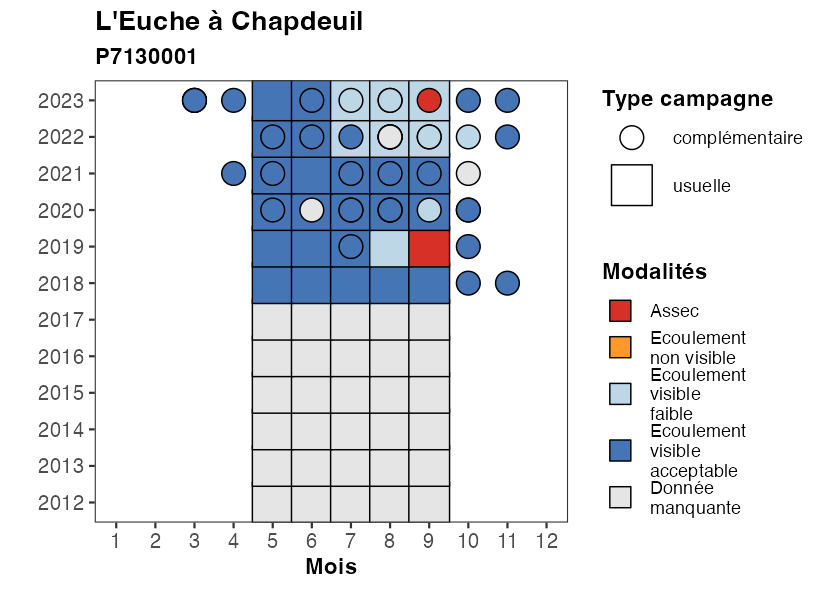 L'Euche à Chapdeuil
P7130001
2023
2022
2021
2020
2019
2018
2017
2016
2015
2014
2013
2012
1 2 3 4 5 6 7 8 9 10 11 12
Mois
Type campagne
complémentaire
usuelle
Modalités
Assec
Ecoulement
non visible
Ecoulement
visible
faible
Ecoulement
visible
acceptable
Donnée
manquante